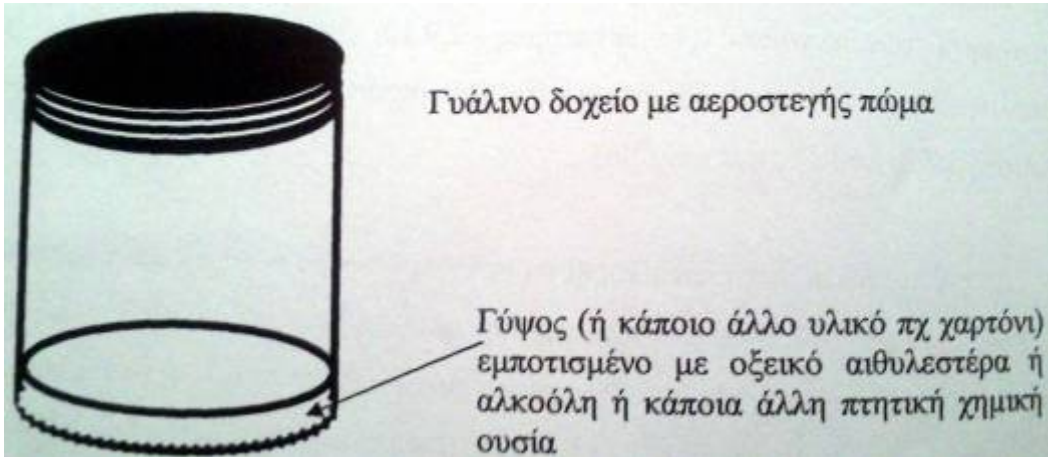 Γυάλινο δοχείο με αεροστεγής πώμα
Γύψος (ή κάποιο άλλο υλικό πχ χαρτόνι)
εμποτισμένο με οξεικό αιθυλεστέρα ή
αλκοόλη ή κάποια άλλη πτητική χημική
ουσία